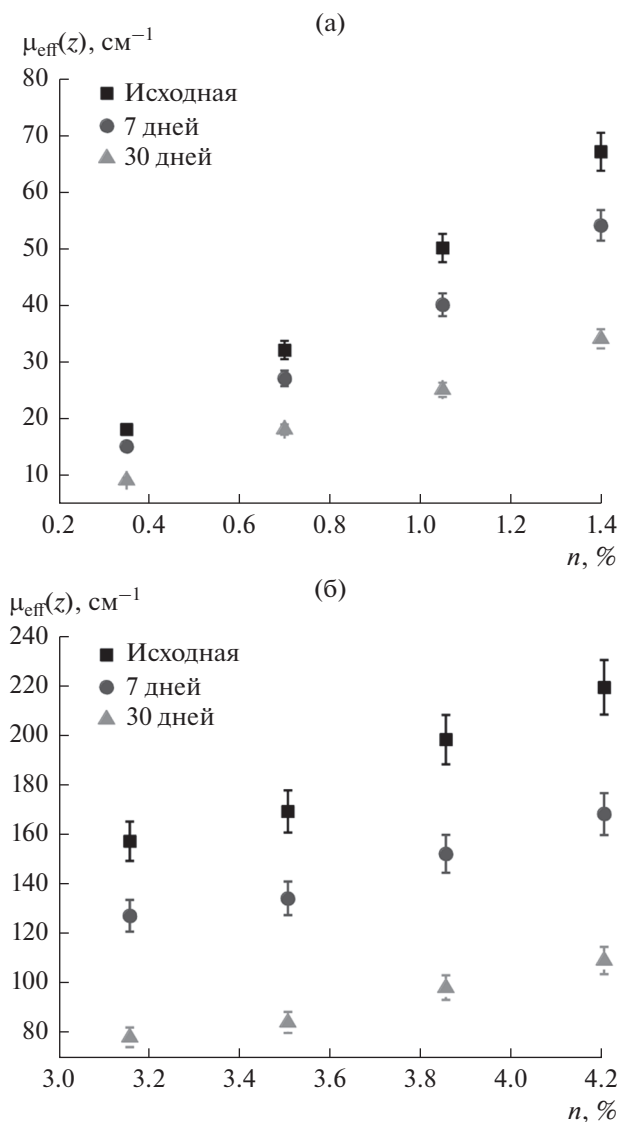 (а)
μeff(z), см⁻¹
80
Исходная
70
7 дней
30 дней
60
50
40
30
20
10
0.2 0.4 0.6 0.8 1.0 1.2 1.4
n, %
(б)
μeff(z), см⁻¹
240
Исходная
220
7 дней
200
30 дней
180
160
140
120
100
80
3.0 3.2 3.4 3.6 3.8 4.0 4.2
n, %